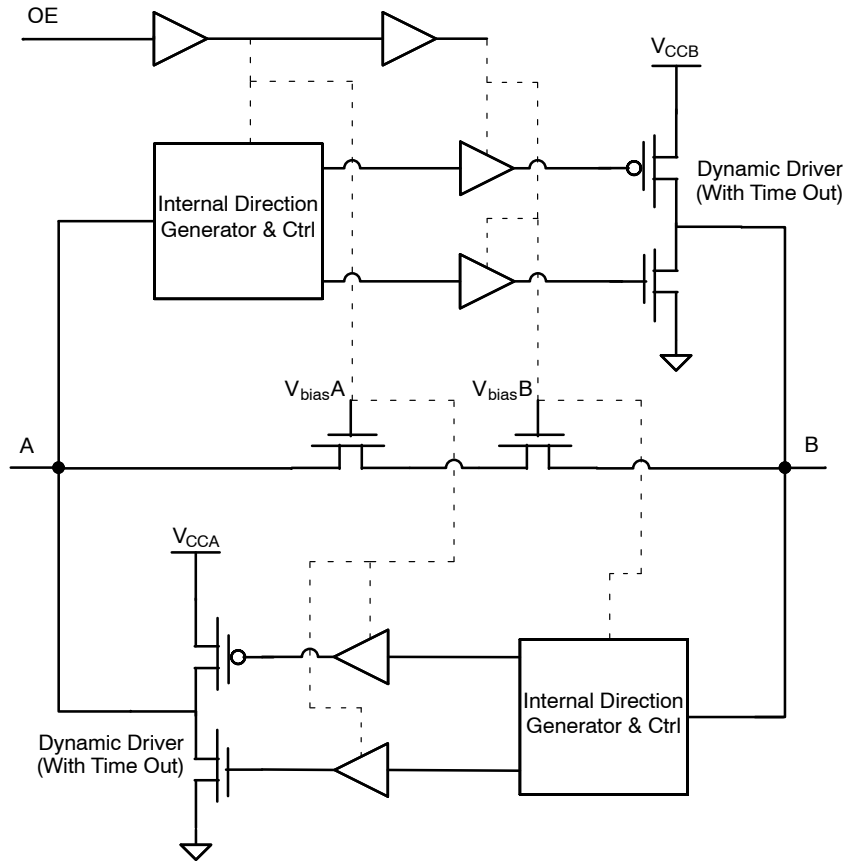 OE
VCCB
Dynamic Driver
(With Time Out)
Internal Direction
Generator & Ctrl
VbiasA
VbiasB
A
B
VCCA
Internal Direction
Generator & Ctrl
Dynamic Driver
(With Time Out)